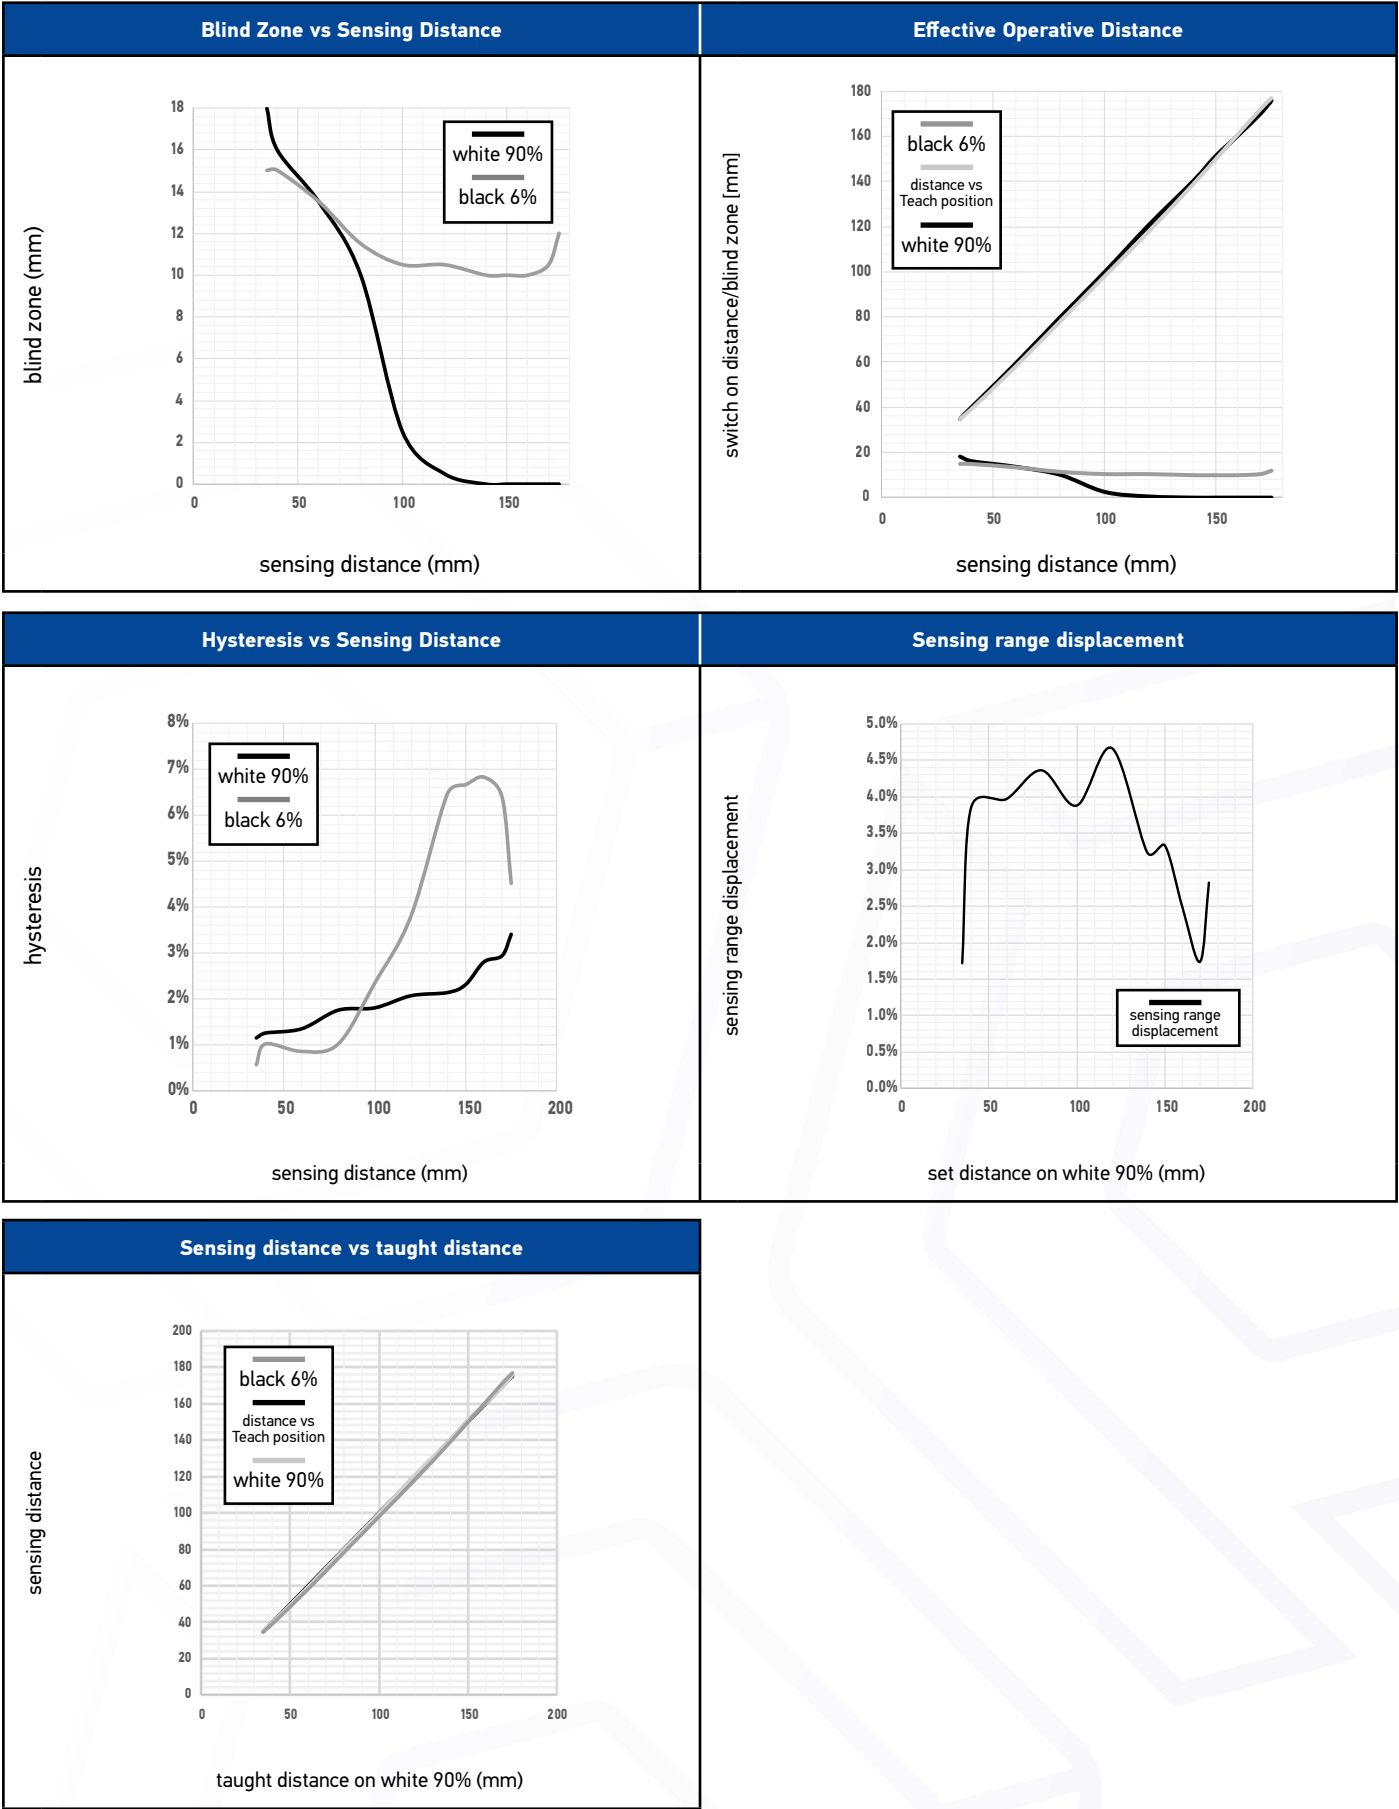 Blind Zone vs Sensing Distance
blind zone (mm)
18
16
14
12
10
8
6
4
2
0
white 90%
black 6%
0 50 100 150
sensing distance (mm)
Effective Operative Distance
switch on distance/blind zone [mm]
180
160
140
120
100
80
60
40
20
0
black 6%
distance vs
Teach position
white 90%
0 50 100 150
sensing distance (mm)
Hysteresis vs Sensing Distance
hysteresis
8%
7%
6%
5%
4%
3%
2%
1%
0%
white 90%
black 6%
0 50 100 150 200
sensing distance (mm)
Sensing range displacement
sensing range displacement
5.0%
4.5%
4.0%
3.5%
3.0%
2.5%
2.0%
1.5%
1.0%
0.5%
0.0%
sensing range
displacement
0 50 100 150 200
set distance on white 90% (mm)
Sensing distance vs taught distance
sensing distance
200
180
160
140
120
100
80
60
40
20
0
black 6%
distance vs
Teach position
white 90%
0 50 100 150 200
taught distance on white 90% (mm)